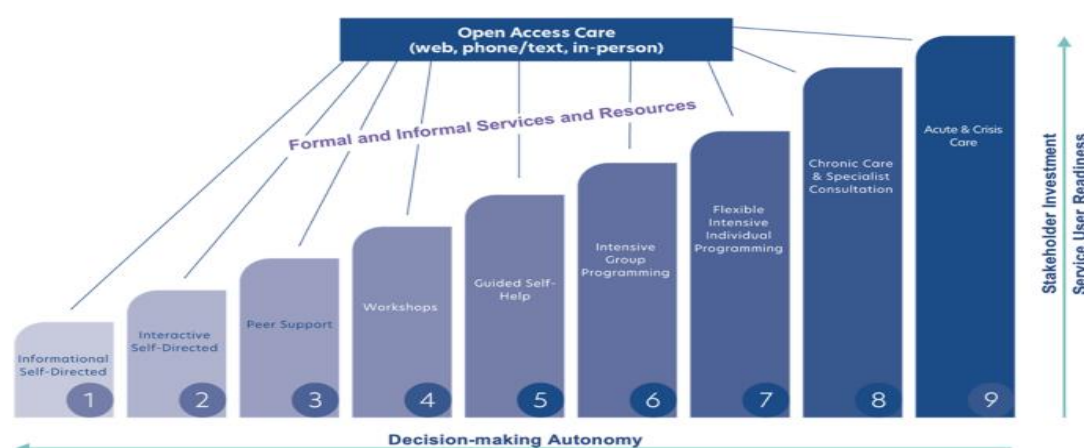 Open Access Care
(web, phone/text, in-person)
Formal and Informal Services and Resources
Informational
Self-Directed
1
Interactive
Self-Directed
2
Peer Support
3
Workshops
4
Guided Self-
Help
5
Intensive
Group
Programming
6
Flexible
Intensive
Individual
Programming
7
Chronic Care
& Specialist
Consultation
8
Acute & Crisis
Care
9
Stakeholder Investment
Service User Readiness
Decision-making Autonomy